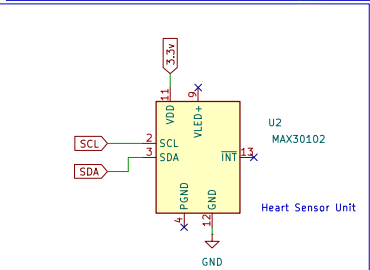 3.3v
11
9
VDD
VLED+
U2
MAX30102
SCL
2
SCL
3
SDA
INT
13
SDA
PGND
GND
4
12
Heart Sensor Unit
GND